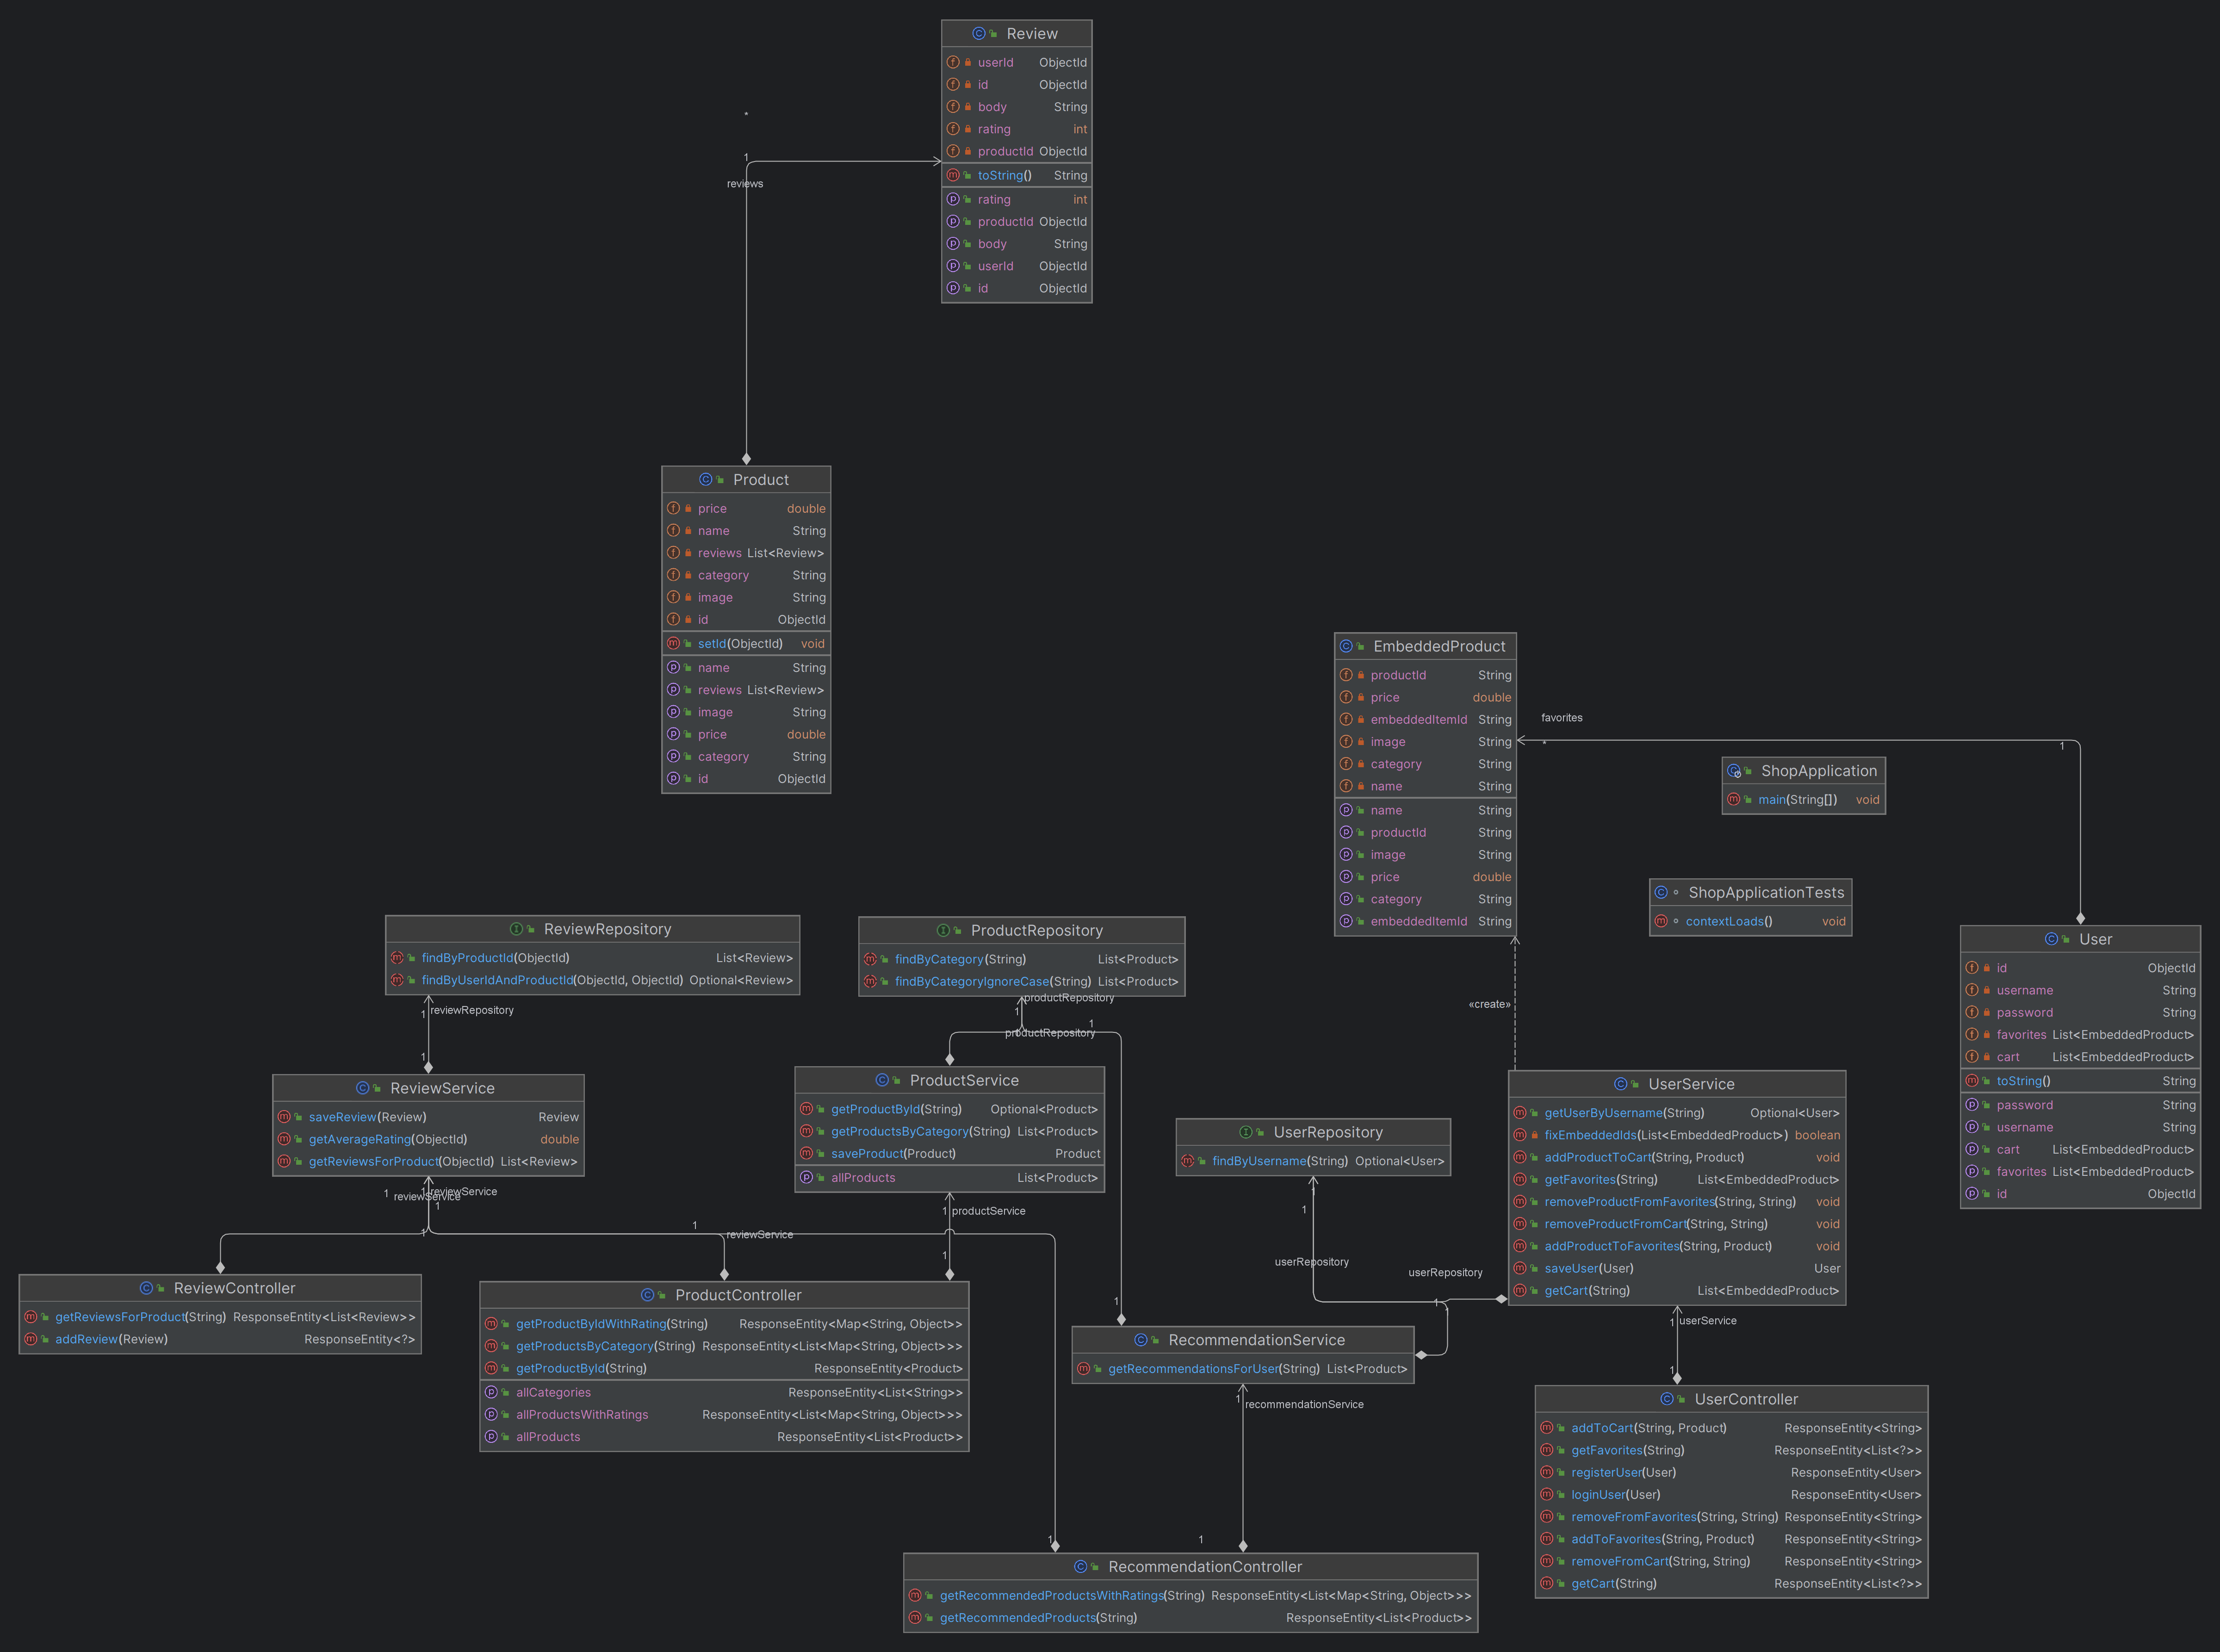 Review
userId ObjectId
id ObjectId
body String
rating int
productId ObjectId
toString() String
rating int
productId ObjectId
body String
userId ObjectId
id ObjectId
*
1
reviews
Product
price double
name String
reviews List<Review>
category String
image String
id ObjectId
setId(ObjectId) void
name String
reviews List<Review>
image String
price double
category String
id ObjectId
EmbeddedProduct
productId String
price double
embeddedItemId String
image String
category String
name String
name String
productId String
image String
price double
category String
embeddedItemId String
favorites
*
1
ShopApplication
main(String[]) void
ShopApplicationTests
contextLoads() void
User
id ObjectId
username String
password String
favorites List<EmbeddedProduct>
cart List<EmbeddedProduct>
toString() String
password String
username String
cart List<EmbeddedProduct>
favorites List<EmbeddedProduct>
id ObjectId
ReviewRepository
findByProductId(ObjectId) List<Review>
findByUserIdAndProductId(ObjectId, ObjectId) Optional<Review>
1 reviewRepository
1
ProductRepository
findByCategory(String) List<Product>
findByCategoryIgnoreCase(String) List<Product>
productRepository
1
1
productRepository
1
«create»
ReviewService
saveReview(Review) Review
getAverageRating(ObjectId) double
getReviewsForProduct(ObjectId) List<Review>
ProductService
getProductById(String) Optional<Product>
getProductsByCategory(String) List<Product>
saveProduct(Product) Product
allProducts List<Product>
UserRepository
findByUsername(String) Optional<User>
UserService
getUserByUsername(String) Optional<User>
fixEmbeddedIds(List<EmbeddedProduct>) boolean
addProductToCart(String, Product) void
getFavorites(String) List<EmbeddedProduct>
removeProductFromFavorites(String, String) void
removeProductFromCart(String, String) void
addProductToFavorites(String, Product) void
saveUser(User) User
getCart(String) List<EmbeddedProduct>
1 reviewService
1 reviewService
1
1
1
reviewService
1 productService
1
1
1
userRepository
userRepository
1
1
1
ReviewController
getReviewsForProduct(String) ResponseEntity<List<Review>>
addReview(Review) ResponseEntity<?>
ProductController
getProductByIdWithRating(String) ResponseEntity<Map<String, Object>>
getProductsByCategory(String) ResponseEntity<List<Map<String, Object>>>
getProductById(String) ResponseEntity<Product>
allCategories ResponseEntity<List<String>>
allProductsWithRatings ResponseEntity<List<Map<String, Object>>>
allProducts ResponseEntity<List<Product>>
RecommendationService
getRecommendationsForUser(String) List<Product>
1 recommendationService
1
1
1 userService
1
UserController
addToCart(String, Product) ResponseEntity<String>
getFavorites(String) ResponseEntity<List<?>>
registerUser(User) ResponseEntity<User>
loginUser(User) ResponseEntity<User>
removeFromFavorites(String, String) ResponseEntity<String>
addToFavorites(String, Product) ResponseEntity<String>
removeFromCart(String, String) ResponseEntity<String>
getCart(String) ResponseEntity<List<?>>
RecommendationController
getRecommendedProductsWithRatings(String) ResponseEntity<List<Map<String, Object>>>
getRecommendedProducts(String) ResponseEntity<List<Product>>